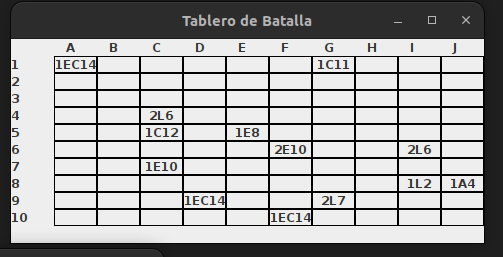 Tablero de Batalla
A B C D E F G H I J
1 1EC14 1C11
2
3
4 2L6
5 1C12 1E8
6 2E10 2L6
7 1E10
8 1L2 1A4
9 1EC14 2L7
10 1EC14